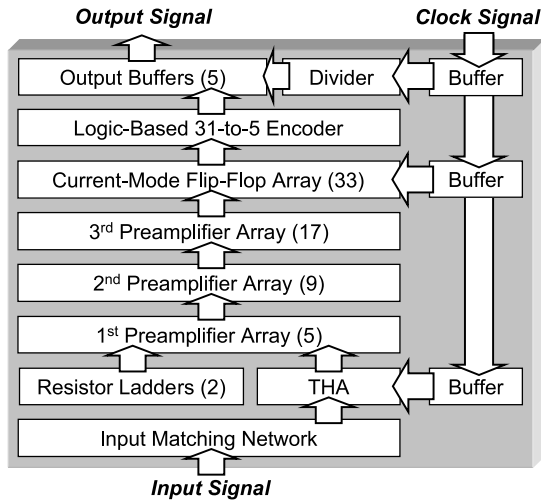 Output Signal
Clock Signal
Output Buffers (5)
Divider
Buffer
Logic-Based 31-to-5 Encoder
Current-Mode Flip-Flop Array (33)
Buffer
3rd Preamplifier Array (17)
2nd Preamplifier Array (9)
1st Preamplifier Array (5)
Resistor Ladders (2)
THA
Buffer
Input Matching Network
Input Signal